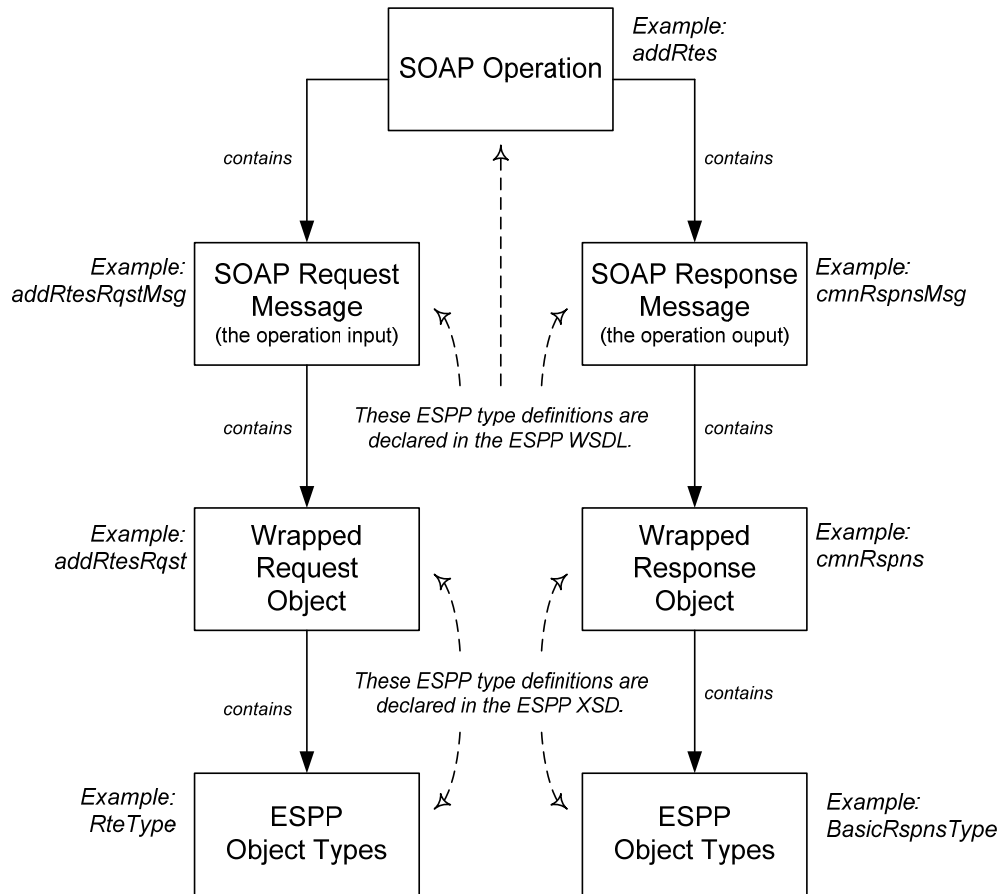 Example:
addRtes
SOAP Operation
contains
contains
Example:
addRtesRqstMsg
SOAP Request
Message
(the operation input)
SOAP Response
Message
(the operation ouput)
Example:
cmnRspnsMsg
These ESPP type definitions are
declared in the ESPP WSDL.
contains
contains
Example:
addRtesRqst
Wrapped
Request
Object
Wrapped
Response
Object
Example:
cmnRspns
These ESPP type definitions are
declared in the ESPP XSD.
contains
contains
Example:
RteType
ESPP
Object Types
ESPP
Object Types
Example:
BasicRspnsType